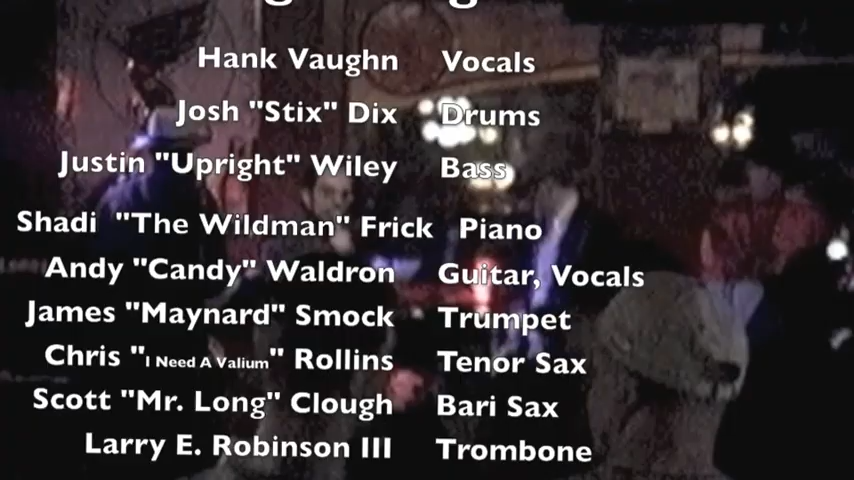 Hank Vaughn Vocals
Josh "Stix" Dix Drums
Justin "Upright" Wiley Bass
Shadi "The Wildman" Frick Piano
Andy "Candy" Waldron Guitar, Vocals
James "Maynard" Smock Trumpet
Chris "I Need A Valium" Rollins Tenor Sax
Scott "Mr. Long" Clough Bari Sax
Larry E. Robinson III Trombone